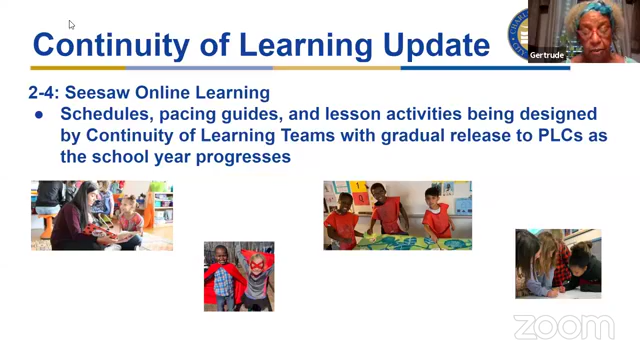 Continuity of Learning Update
Gertrude
2-4: Seesaw Online Learning
● Schedules, pacing guides, and lesson activities being designed
by Continuity of Learning Teams with gradual release to PLCs as
the school year progresses
zoom